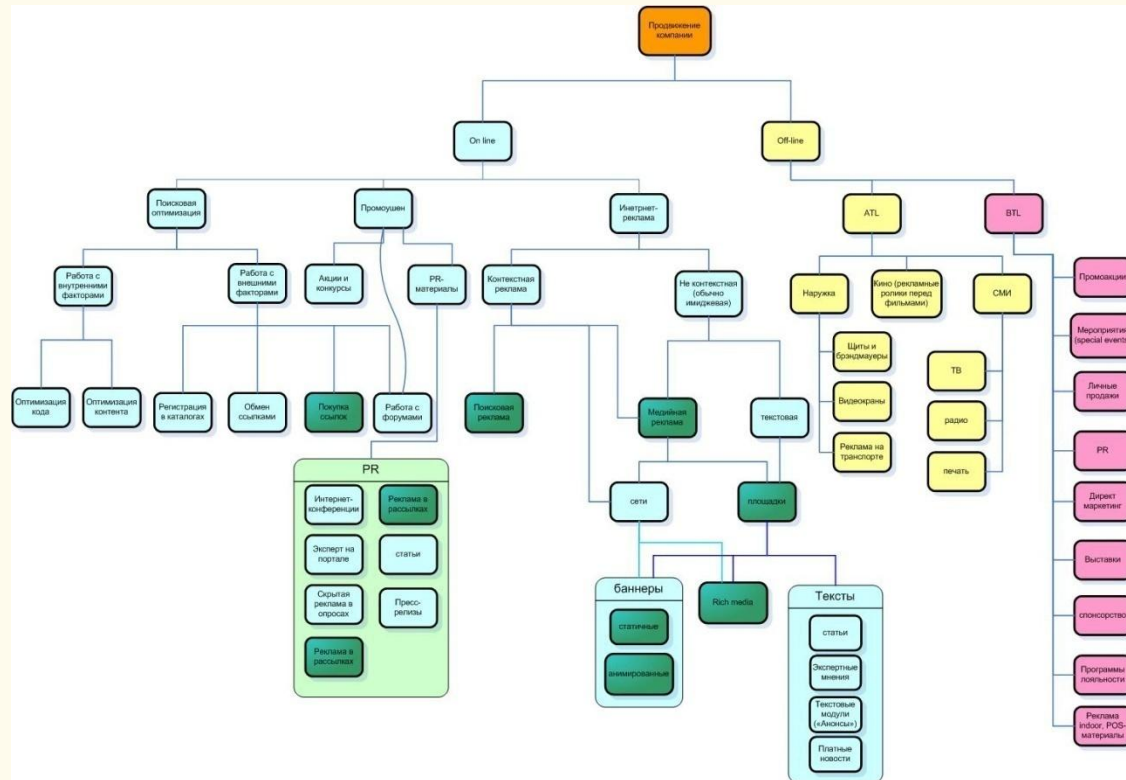 Продвижение
компании
On line
Off-line
Поисковая
оптимизация
Промоушен
Инетрнет-
реклама
ATL
BTL
Работа с
внутренними
факторами
Работа с
внешними
факторами
Акции и
конкурсы
PR-
материалы
Контекстная
реклама
Не контекстная
(обычно
имиджевая)
Наружка
Кино (рекламные
ролики перед
фильмами)
СМИ
Промоакции
Мероприятия
(special events)
Личные
продажи
PR
Директ
маркетинг
Выставки
спонсорство
Программы
лояльности
Реклама
indoor, POS-
материалы
Щиты и
брэндмауеры
Видеокраны
Реклама на
транспорте
ТВ
радио
печать
Оптимизация
кода
Оптимизация
контента
Регистрация
в каталогах
Обмен
ссылками
Покупка
ссылок
Работа с
форумами
Поисковая
реклема
Медийная
реклама
текстовая
сети
площадки
PR
Интернет-
конференции
Реклама в
рассылках
Эксперт на
портале
статьи
Скрытая
реклама в
опросах
Пресс-
релизы
Реклама в
рассылках
баннеры
статичные
анимированные
Rich media
Тексты
статьи
Экспертные
мнения
Текстовые
модули
(«Анонсы»)
Платные
новости